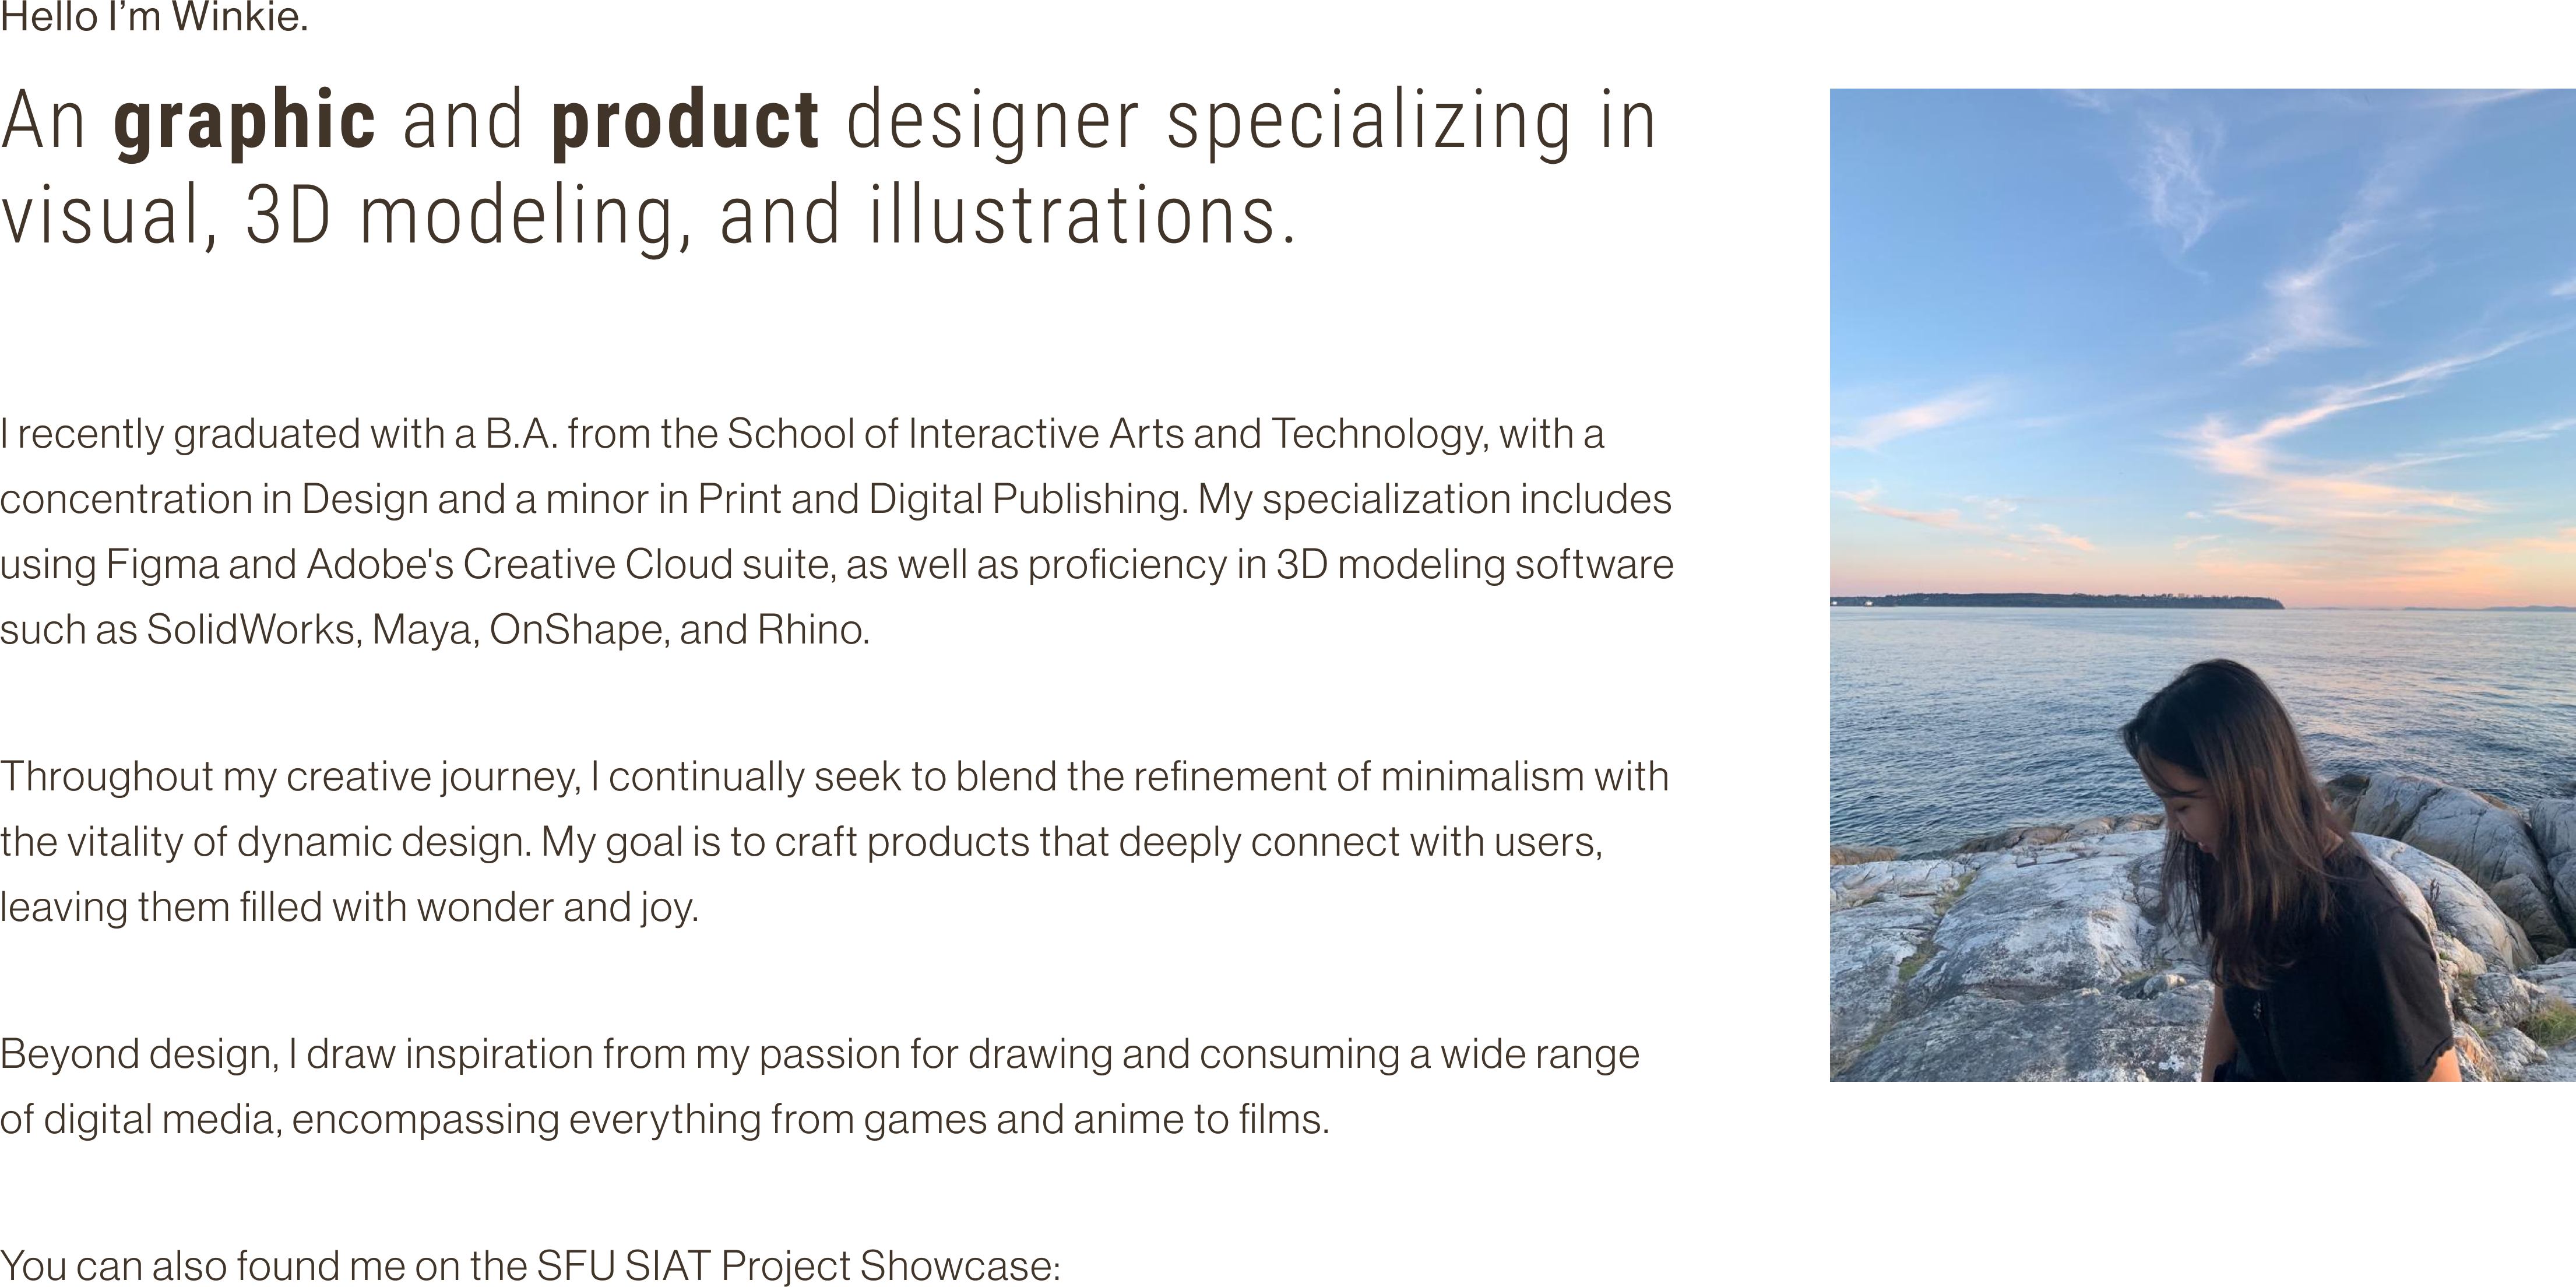 Hello I’m Winkie.
An graphic and product designer specializing in
visual, 3D modeling, and illustrations.
I recently graduated with a B.A. from the School of Interactive Arts and Technology, with a
concentration in Design and a minor in Print and Digital Publishing. My specialization includes
using Figma and Adobe's Creative Cloud suite, as well as proficiency in 3D modeling software
such as SolidWorks, Maya, OnShape, and Rhino.
Throughout my creative journey, I continually seek to blend the refinement of minimalism with
the vitality of dynamic design. My goal is to craft products that deeply connect with users,
leaving them filled with wonder and joy.
Beyond design, I draw inspiration from my passion for drawing and consuming a wide range
of digital media, encompassing everything from games and anime to films.
You can also found me on the SFU SIAT Project Showcase: